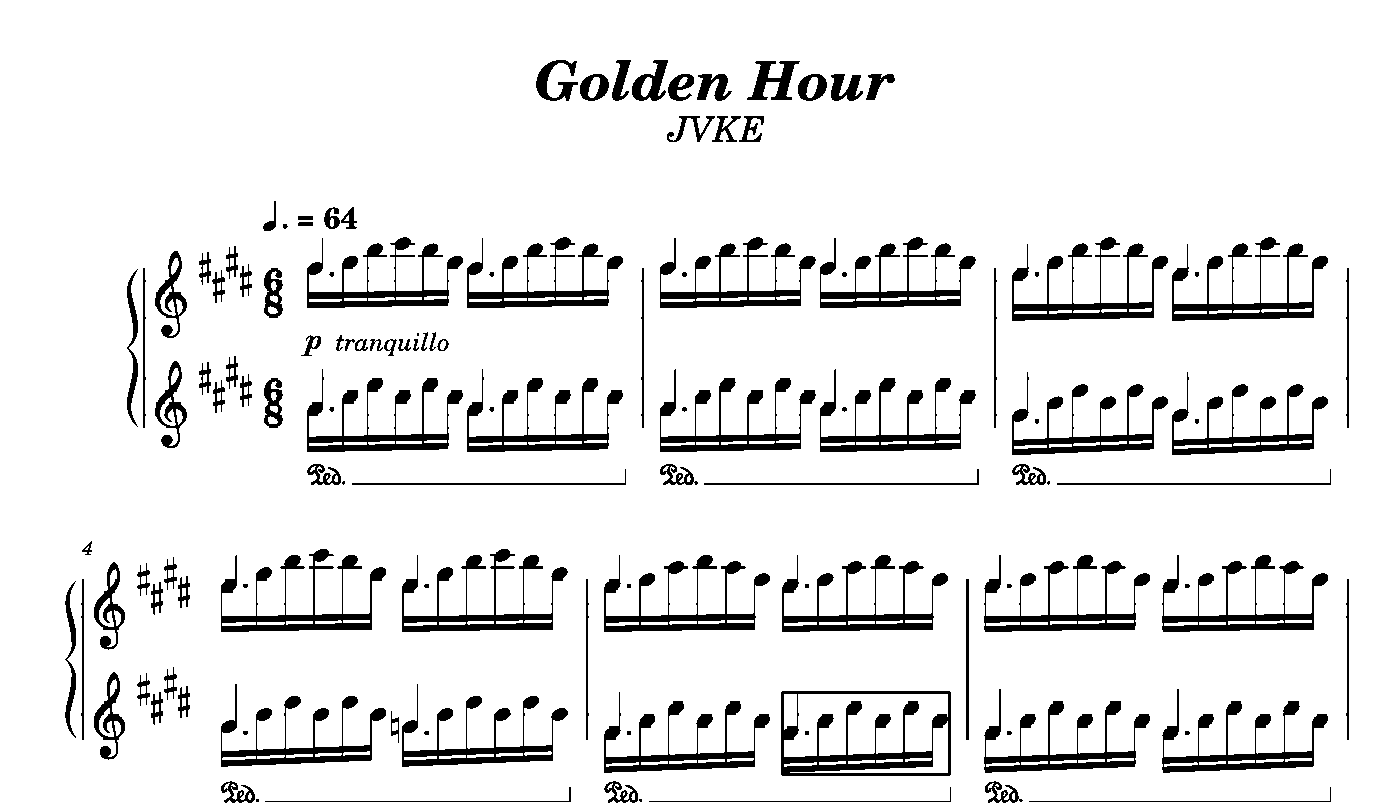 Golden Hour
JVKE
♩. = 64
6
8
p tranquillo
6
8
Ped. Ped. Ped.
4
Ped. Ped. Ped.